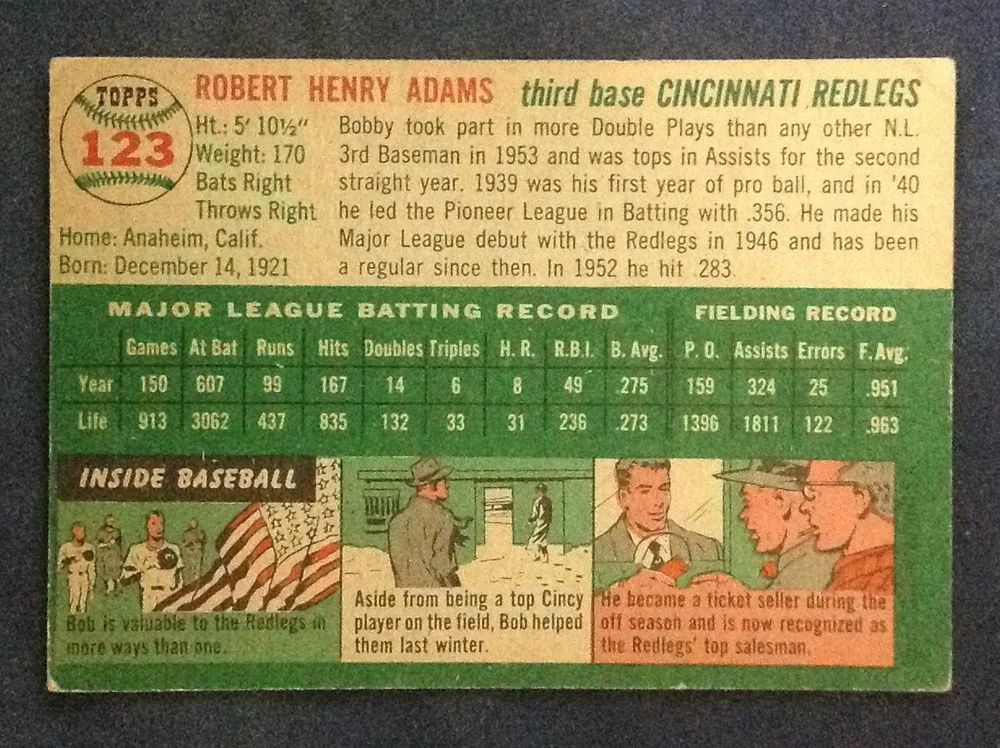 TOPPS
123
ROBERT HENRY ADAMS third base CINCINNATI REDLEGS
Ht.: 5' 10½"
Weight: 170
Bats Right
Throws Right
Home: Anaheim, Calif.
Born: December 14, 1921
Bobby took part in more Double Plays than any other N.L.
3rd Baseman in 1953 and was tops in Assists for the second
straight year. 1939 was his first year of pro ball, and in '40
he led the Pioneer League in Batting with .356. He made his
Major League debut with the Redlegs in 1946 and has been
a regular since then. In 1952 he hit .283.
MAJOR LEAGUE BATTING RECORD FIELDING RECORD
Games At Bat Runs Hits Doubles Triples H. R. R.B.I. B. Avg. P. O. Assists Errors F. Avg.
Year 150 607 99 167 14 6 8 49 .275 159 324 25 .951
Life 913 3062 437 835 132 33 31 236 .273 1396 1811 122 .963
INSIDE BASEBALL
Bob is valuable to the Redlegs in
more ways than one.
Aside from being a top Cincy
player on the field, Bob helped
them last winter.
He became a ticket seller during the
off season and is now recognized as
the Redlegs' top salesman.